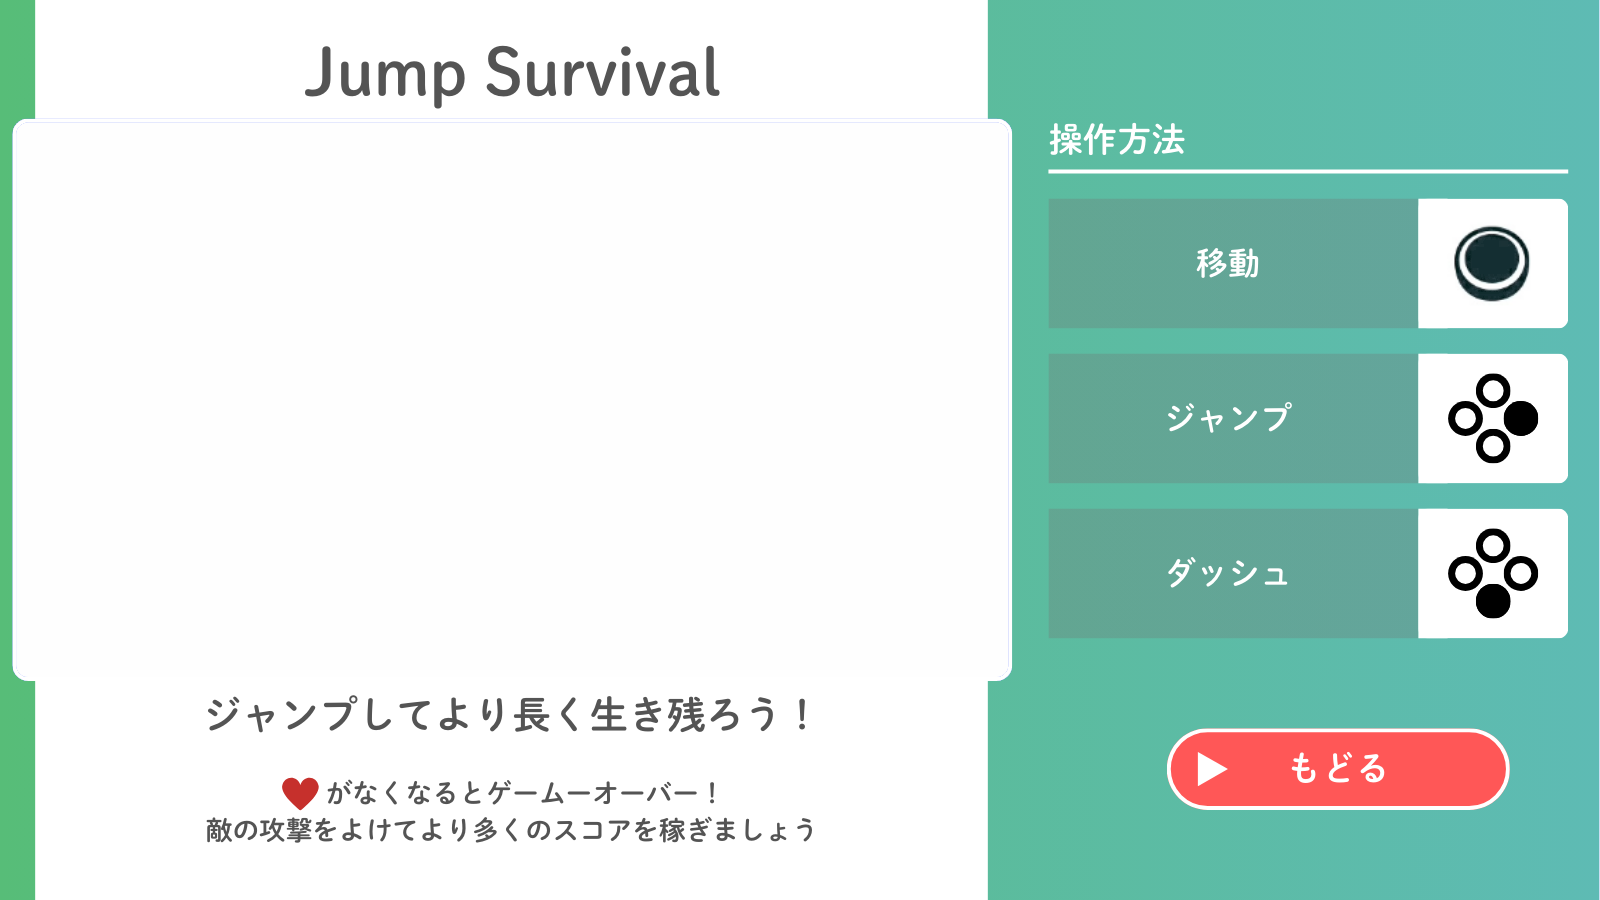 Jump Survival
ジャンプしてより長く生き残ろう！
がなくなるとゲームーオーバー！
敵の攻撃をよけてより多くのスコアを稼ぎましょう
操作方法
移動
ジャンプ
ダッシュ
もどる